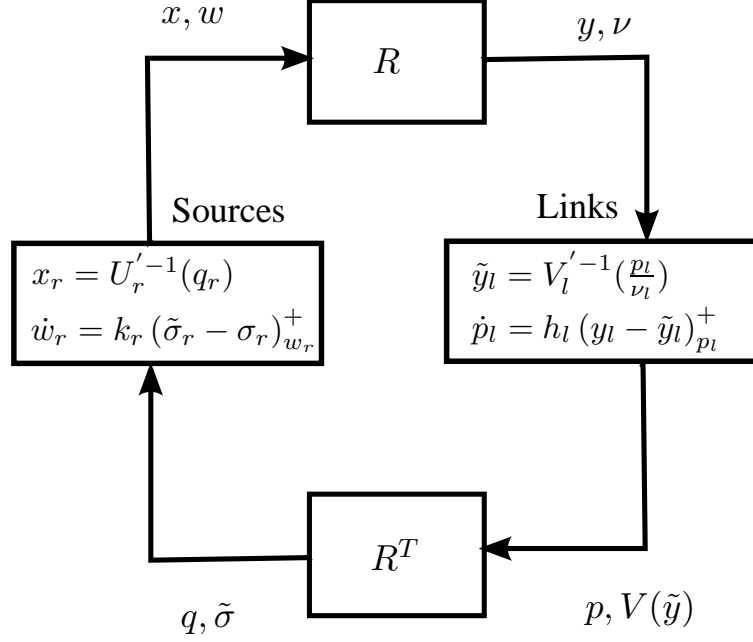 x, w
R
y, ν
Sources
x_r = U_r^{'-1}(q_r)
ẇ_r = k_r (σ̃_r − σ_r)^+_{w_r}
Links
ỹ_l = V_l^{'-1}(p_l/ν_l)
ṗ_l = h_l (y_l − ỹ_l)^+_{p_l}
R^T
q, σ̃
p, V(ỹ)